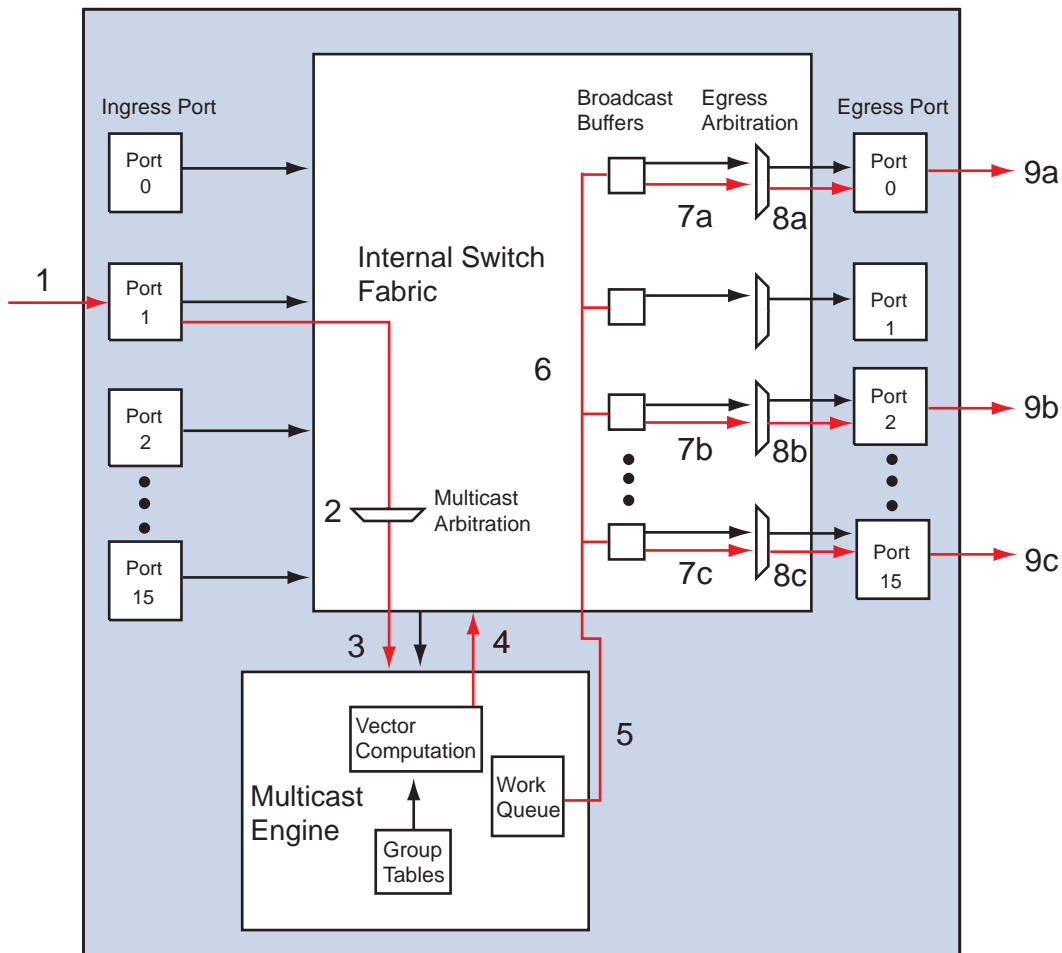 Ingress Port
Port
0
1
Port
1
Port
2
Port
15
Internal Switch
Fabric
2
Multicast
Arbitration
Broadcast
Buffers
Egress
Arbitration
6
7a
8a
7b
8b
7c
8c
Egress Port
Port
0
Port
1
Port
2
Port
15
9a
9b
9c
3
4
5
Vector
Computation
Work
Queue
Multicast
Engine
Group
Tables